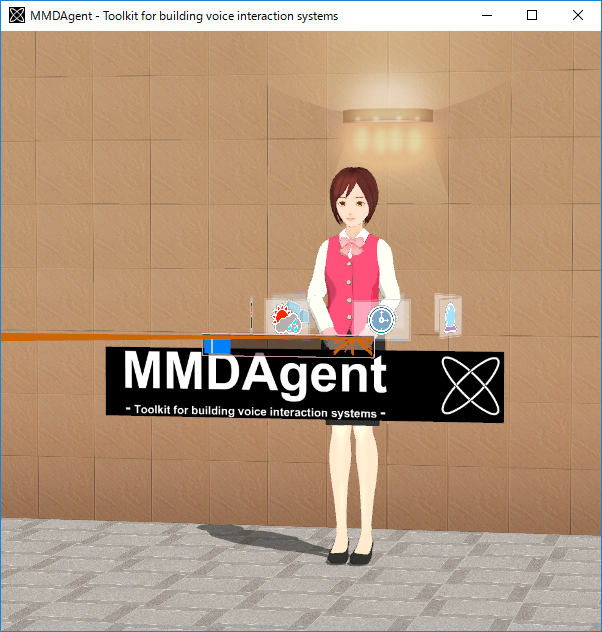 MMDAgent - Toolkit for building voice interaction systems
MMDAgent
- Toolkit for building voice interaction systems -